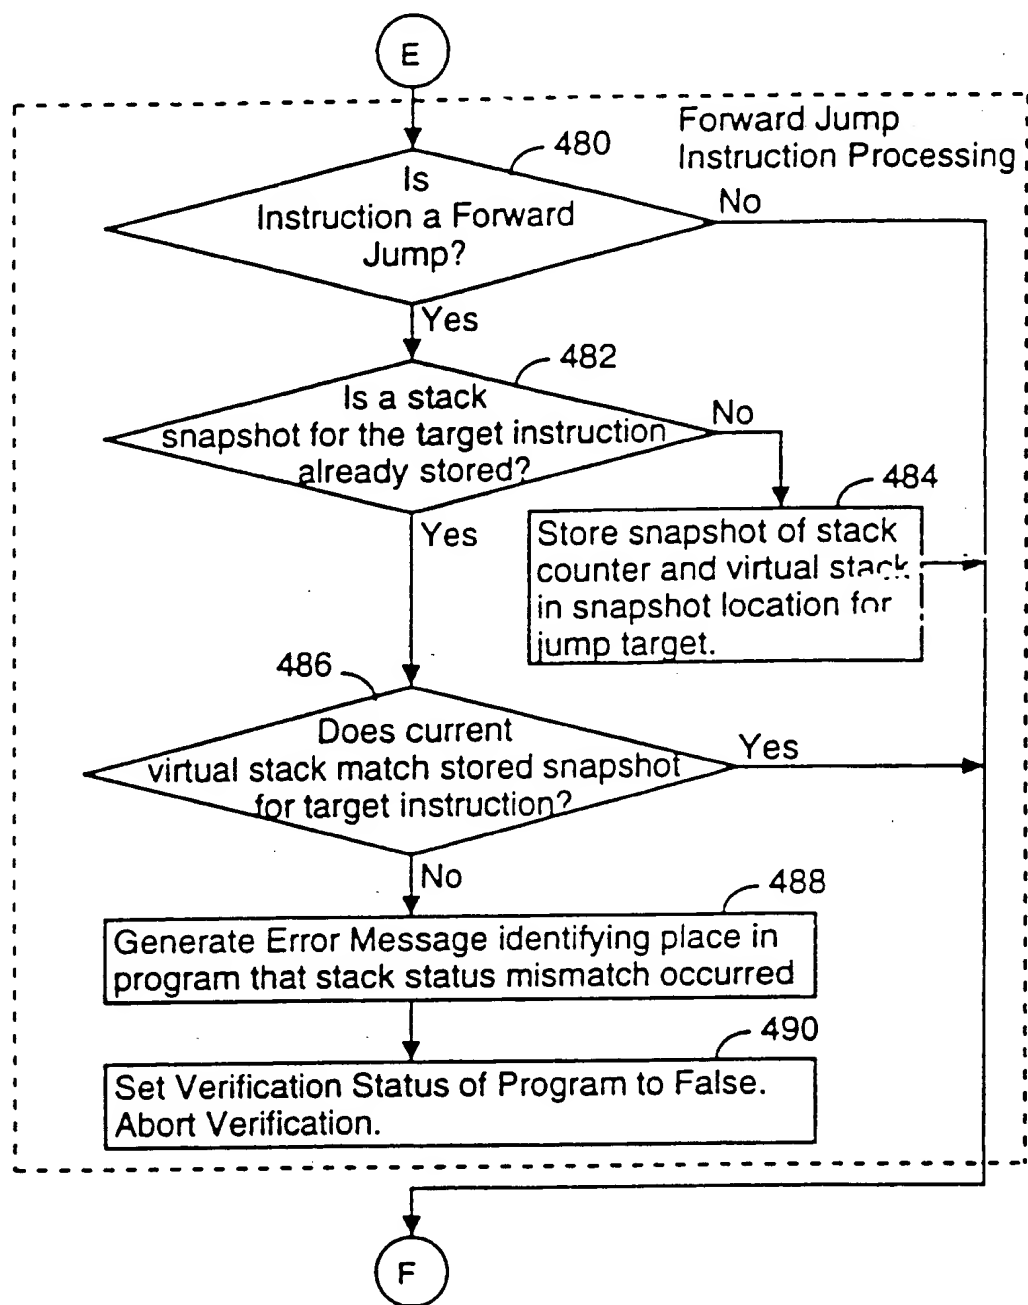 E
Forward Jump
Instruction Processing
480
Is
Instruction a Forward
Jump?
No
Yes
482
Is a stack
snapshot for the target instruction
already stored?
No
Yes
484
Store snapshot of stack
counter and virtual stack
in snapshot location for
jump target.
486
Does current
virtual stack match stored snapshot
for target instruction?
Yes
No
488
Generate Error Message identifying place in
program that stack status mismatch occurred
490
Set Verification Status of Program to False.
Abort Verification.
F